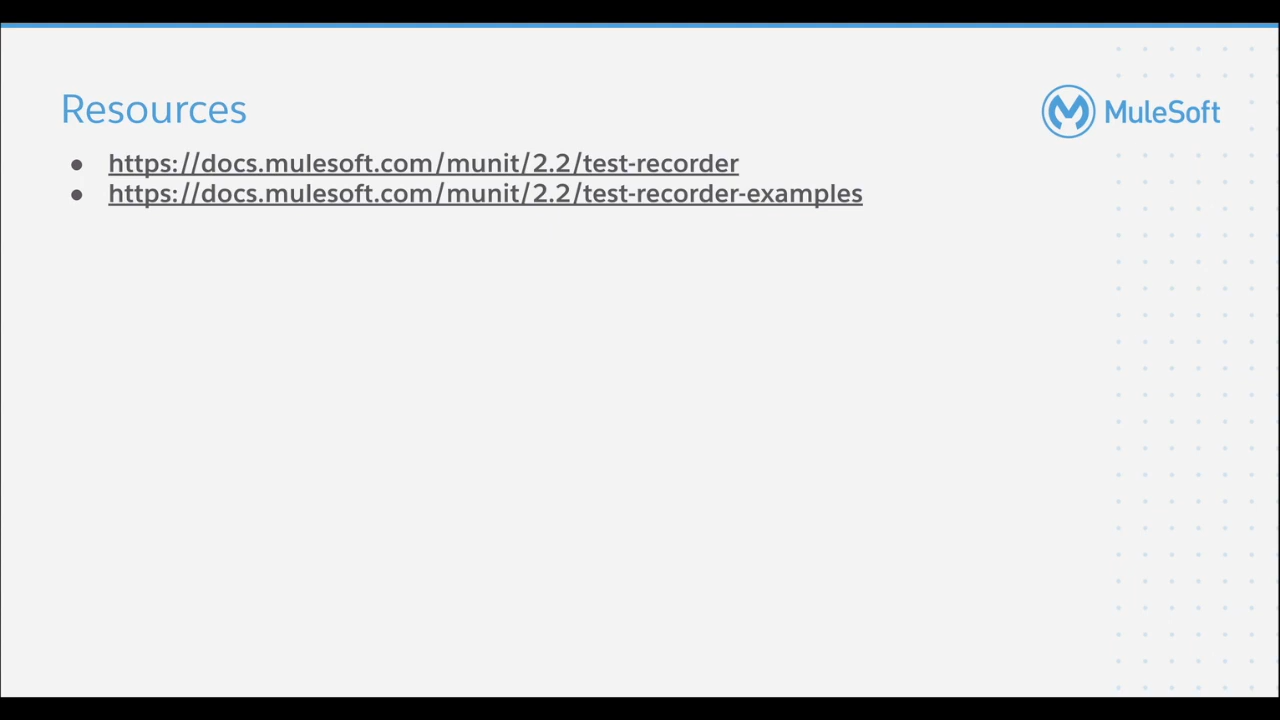 Resources
MuleSoft
● https://docs.mulesoft.com/munit/2.2/test-recorder
● https://docs.mulesoft.com/munit/2.2/test-recorder-examples